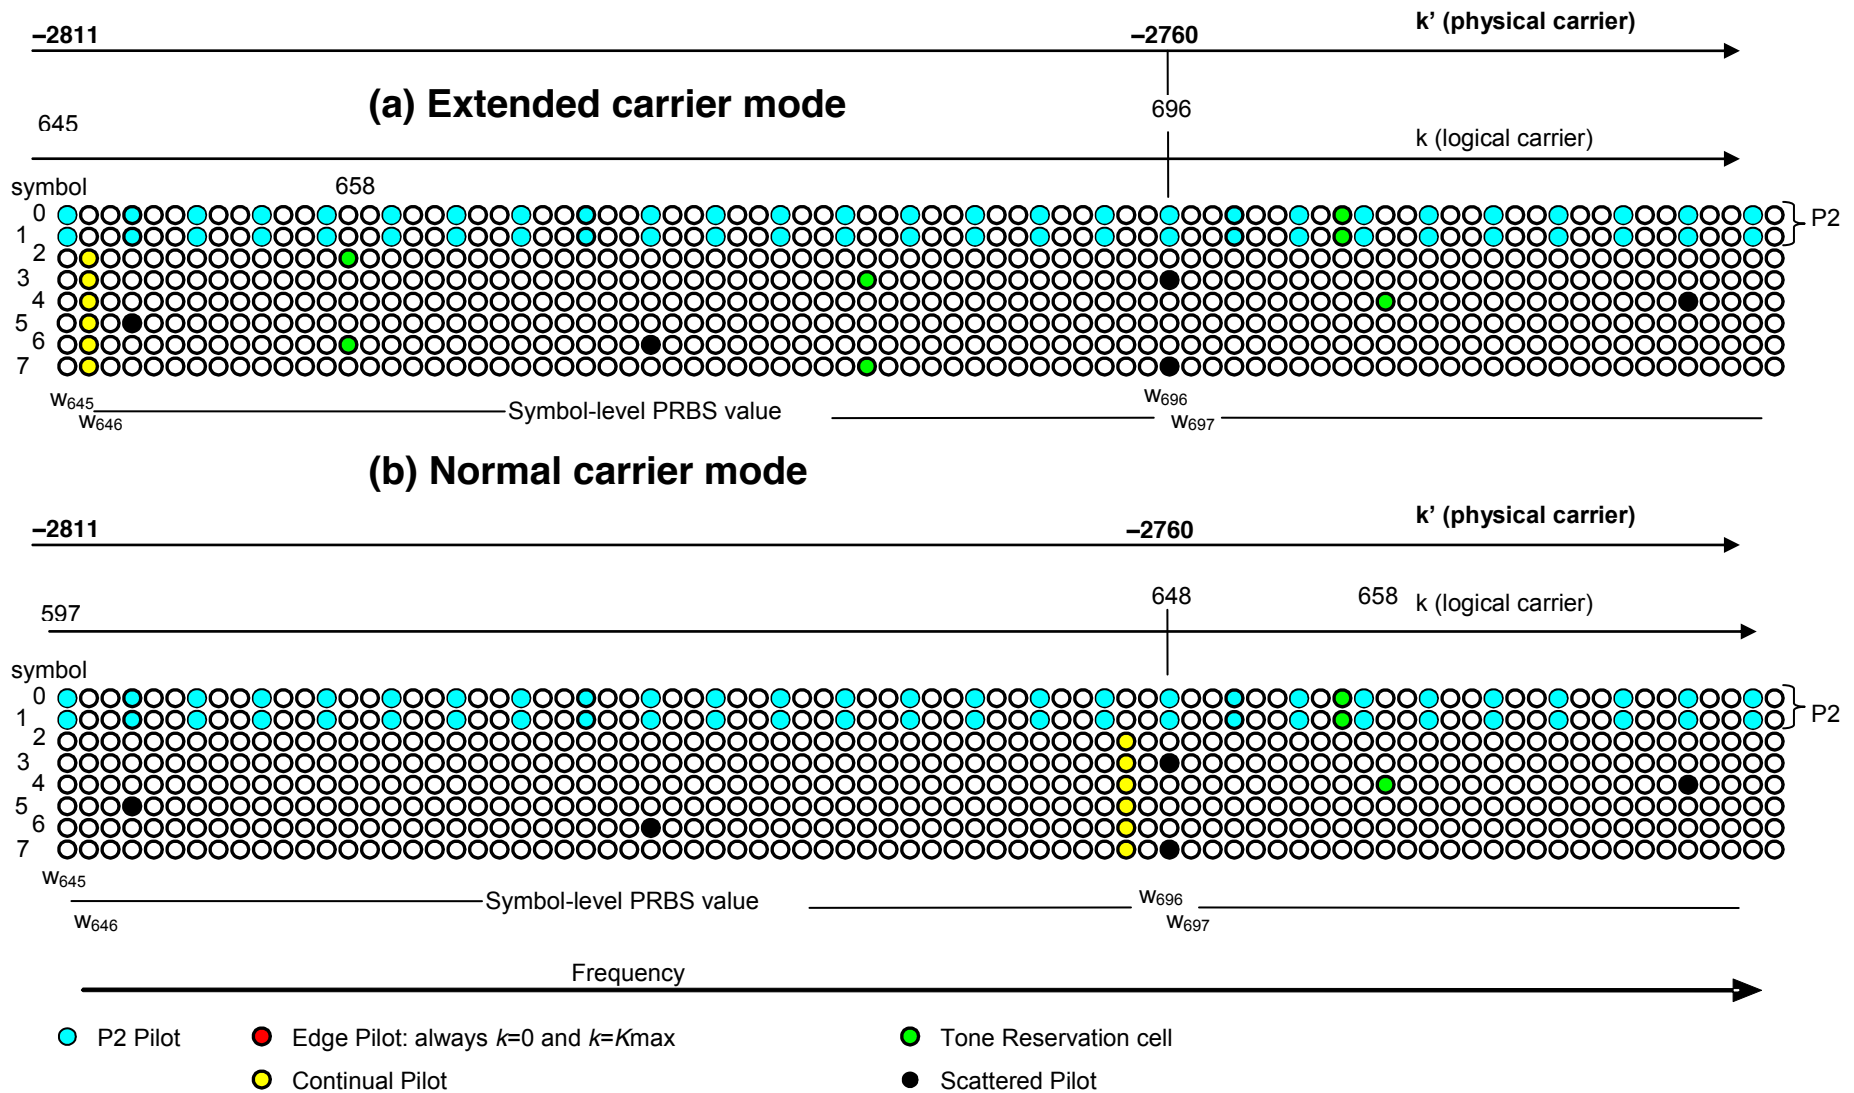 k’ (physical carrier)
–2811
–2760
(a) Extended carrier mode
696
645
k (logical carrier)
symbol
658
0
1
2
3
4
5
6
7
P2
W645
W646
Symbol-level PRBS value
W696
W697
(b) Normal carrier mode
k’ (physical carrier)
–2811
–2760
648
658
k (logical carrier)
597
symbol
0
1
2
3
4
5
6
7
P2
W645
W646
Symbol-level PRBS value
W696
W697
Frequency
P2 Pilot
Edge Pilot: always k=0 and k=Kmax
Tone Reservation cell
Continual Pilot
Scattered Pilot